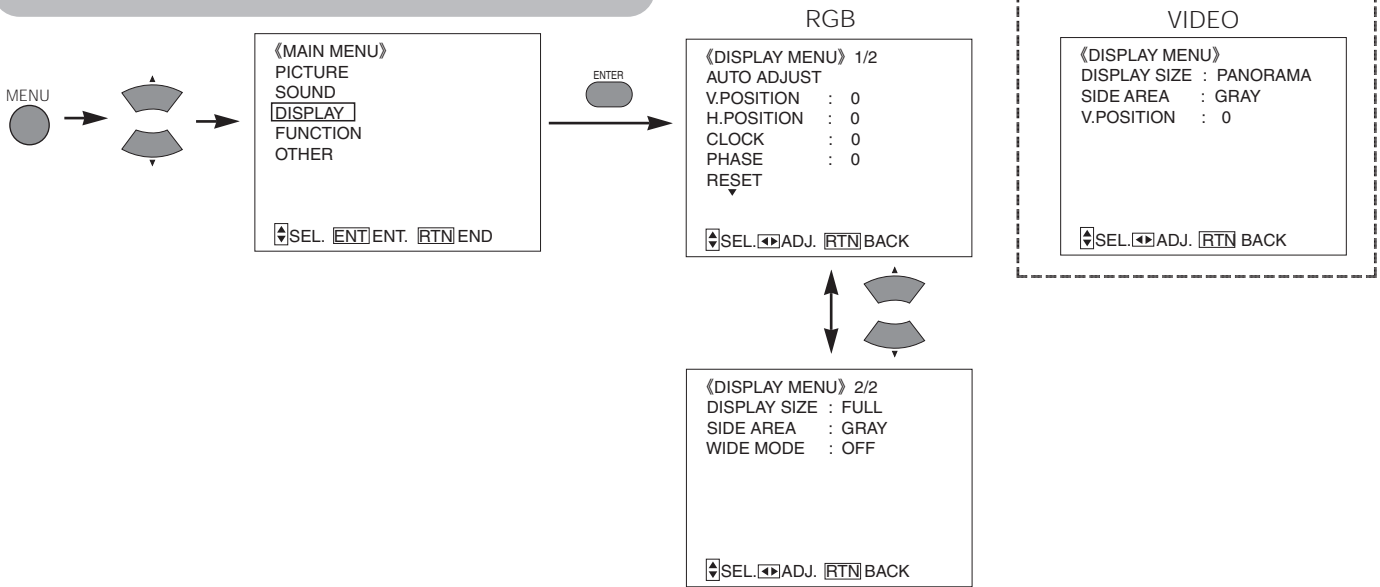 MENU
《MAIN MENU》
PICTURE
SOUND
DISPLAY
FUNCTION
OTHER
SEL. ENT ENT. RTN END
ENTER
RGB
《DISPLAY MENU》 1/2
AUTO ADJUST
V.POSITION : 0
H.POSITION : 0
CLOCK : 0
PHASE : 0
RESET
SEL. ADJ. RTN BACK
《DISPLAY MENU》 2/2
DISPLAY SIZE : FULL
SIDE AREA : GRAY
WIDE MODE : OFF
SEL. ADJ. RTN BACK
VIDEO
《DISPLAY MENU》
DISPLAY SIZE : PANORAMA
SIDE AREA : GRAY
V.POSITION : 0
SEL. ADJ. RTN BACK